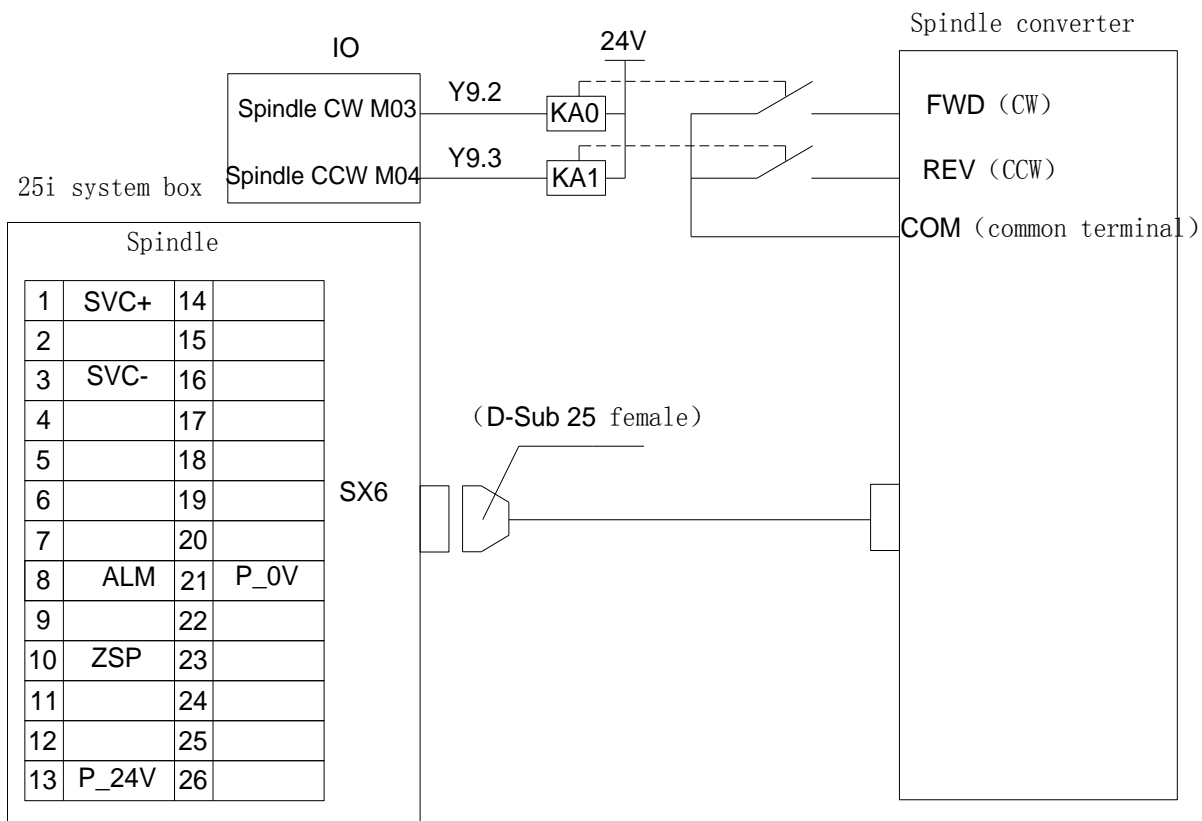 Spindle converter
IO
24V
Spindle CW M03
Y9.2
KA0
FWD（CW）
Spindle CCW M04
Y9.3
KA1
REV（CCW）
25i system box
COM（common terminal）
Spindle
1 SVC+ 14
2 15
3 SVC- 16
4 17
5 18
6 19
7 20
8 ALM 21 P_0V
9 22
10 ZSP 23
11 24
12 25
13 P_24V 26
SX6
（D-Sub 25 female）